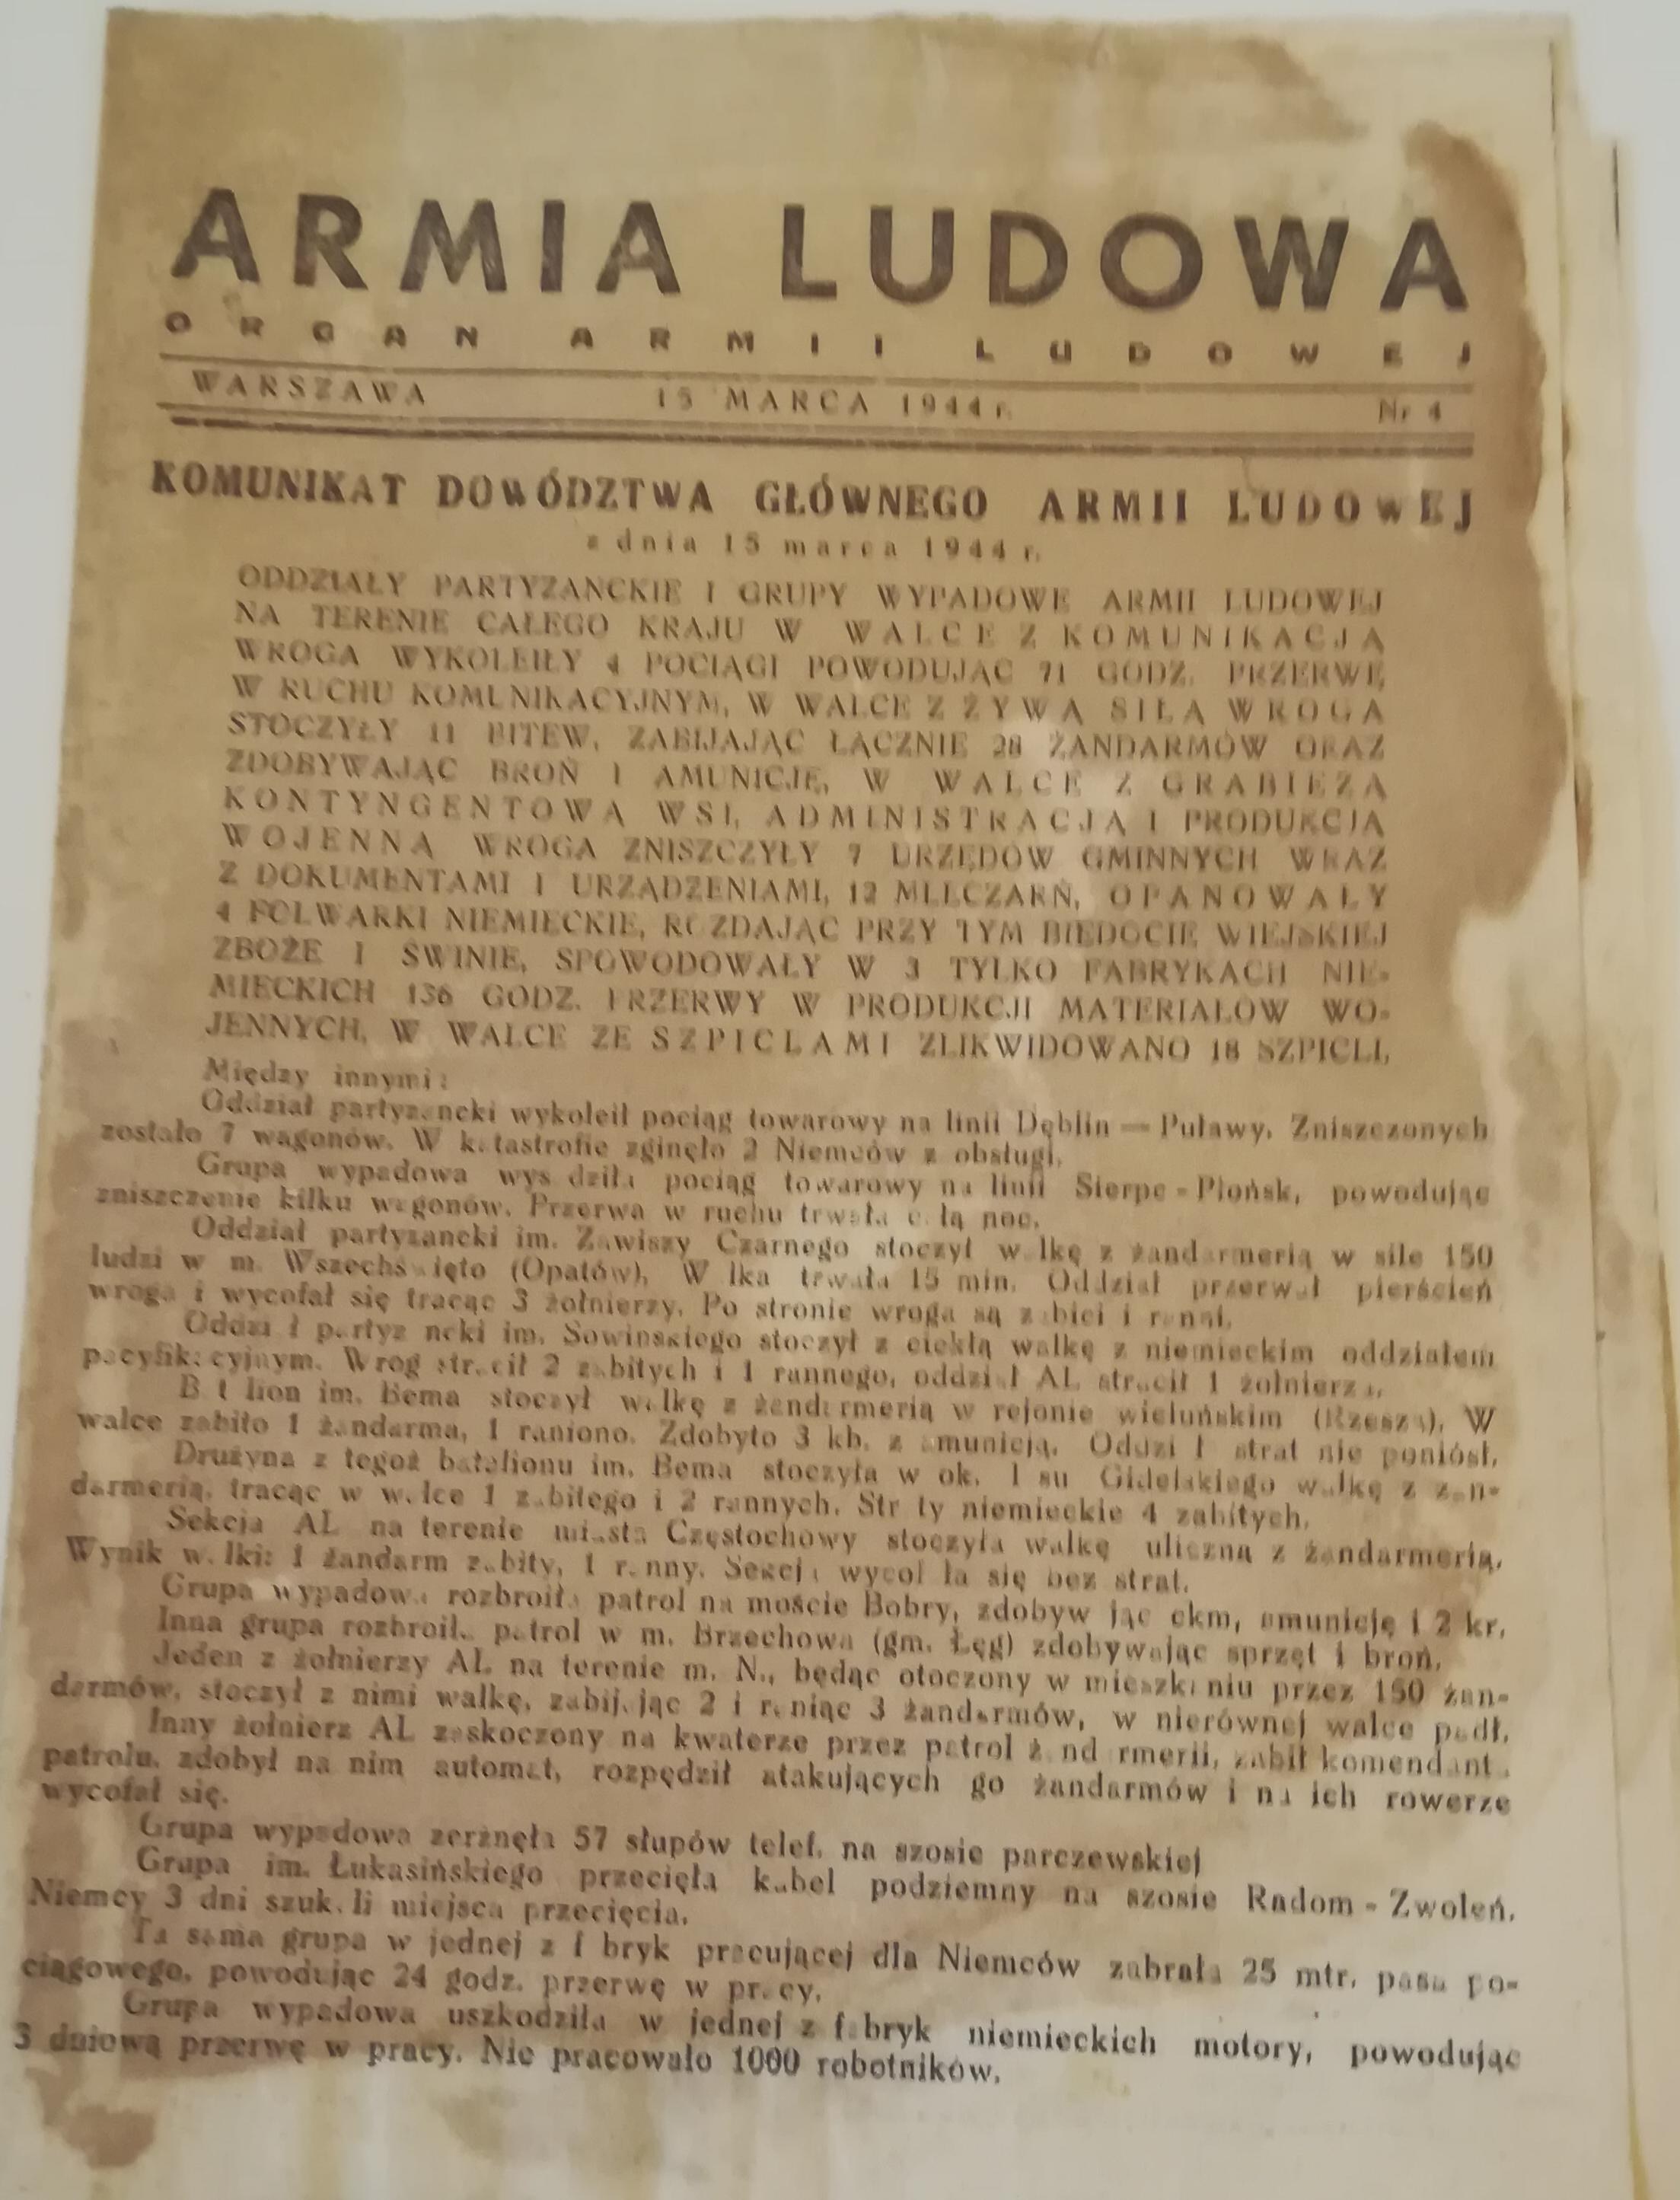 ARMIA LUDOWA
ORGAN ARMII LUDOWEJ
WARSZAWA 15 MARCA 1944 r. Nr 4
KOMUNIKAT DOWÓDZTWA GŁÓWNEGO ARMII LUDOWEJ
z dnia 15 marca 1944 r.
ODDZIAŁY PARTYZANCKIE I GRUPY WYPADOWE ARMII LUDOWEJ
NA TERENIE CAŁEGO KRAJU W WALCE Z KOMUNIKACJĄ
WROGA WYKOLEIŁY 4 POCIĄGI POWODUJĄC 71 GODZ. PRZERWĘ
W RUCHU KOMUNIKACYJNYM, W WALCE Z ŻYWĄ SIŁĄ WROGA
STOCZYŁY 11 BITEW, ZABIJAJĄC ŁĄCZNIE 28 ŻANDARMÓW ORAZ
ZDOBYWAJĄC BROŃ I AMUNICJĘ, W WALCE Z GRABIEŻĄ
KONTYNGENTOWĄ WSI, ADMINISTRACJĄ I PRODUKCJĄ
WOJENNĄ WROGA ZNISZCZYŁY 7 URZĘDÓW GMINNYCH WRAZ
Z DOKUMENTAMI I URZĄDZENIAMI, 12 MLECZARŃ, OPANOWAŁY
4 FOLWARKI NIEMIECKIE, ROZDAJĄC PRZY TYM BIEDOCIE WIEJSKIEJ
ZBOŻE I ŚWINIE, SPOWODOWAŁY W 3 TYLKO FABRYKACH NIE-
MIECKICH 136 GODZ. PRZERWY W PRODUKCJI MATERIAŁÓW WO-
JENNYCH, W WALCE ZE SZPICLAMI ZLIKWIDOWANO 18 SZPICLI,
Między innymi:
Oddział partyzancki wykoleił pociąg towarowy na linii Dęblin — Puławy. Zniszczonych
zostało 7 wagonów. W katastrofie zginęło 2 Niemców z obsługi.
Grupa wypadowa wysadziła pociąg towarowy na linii Sierpc - Płońsk, powodując
zniszczenie kilku wagonów. Przerwa w ruchu trwała całą noc.
Oddział partyzancki im. Zawiszy Czarnego stoczył walkę z żandarmerią w sile 150
ludzi w m. Wszechświęto (Opatów). Walka trwała 15 min. Oddział przerwał pierścień
wroga i wycofał się tracąc 3 żołnierzy. Po stronie wroga są zabici i ranni.
Oddział partyzancki im. Sowińskiego stoczył zaciekłą walkę z niemieckim oddziałem
pacyfikacyjnym. Wróg stracił 2 zabitych i 1 rannego, oddział AL stracił 1 żołnierza.
Batalion im. Bema stoczył walkę z żandarmerią w rejonie wieluńskim (Rzesza). W
walce zabito 1 żandarma, 1 raniono. Zdobyto 3 kb. z amunicją. Oddział strat nie poniósł.
Drużyna z tegoż batalionu im. Bema stoczyła w ok. lasu Gidelskiego walkę z żan-
darmerią, tracąc w walce 1 zabitego i 2 rannych. Straty niemieckie 4 zabitych.
Sekcja AL na terenie miasta Częstochowy stoczyła walkę uliczną z żandarmerią.
Wynik walki: 1 żandarm zabity, 1 ranny. Sekcja wycofała się bez strat.
Grupa wypadowa rozbroiła patrol na moście Bobry, zdobywając ckm, amunicję i 2 kr.
Inna grupa rozbroiła patrol w m. Brzechowa (gm. Łęg) zdobywając sprzęt i broń.
Jeden z żołnierzy AL na terenie m. N., będąc otoczony w mieszkaniu przez 150 żan-
darmów, stoczył z nimi walkę, zabijając 2 i raniąc 3 żandarmów, w nierównej walce padł.
Inny żołnierz AL zaskoczony na kwaterze przez patrol żandarmerii, zabił komendanta
patrolu, zdobył na nim automat, rozpędził atakujących go żandarmów i na ich rowerze
wycofał się.
Grupa wypadowa zerżnęła 57 słupów telef. na szosie parczewskiej
Grupa im. Łukasińskiego przecięła kabel podziemny na szosie Radom - Zwoleń.
Niemcy 3 dni szukali miejsca przecięcia.
Ta sama grupa w jednej z fabryk pracującej dla Niemców zabrała 25 mtr. pasa po-
ciągowego, powodując 24 godz. przerwę w pracy.
Grupa wypadowa uszkodziła w jednej z fabryk niemieckich motory, powodując
3 dniową przerwę w pracy. Nie pracowało 1000 robotników.